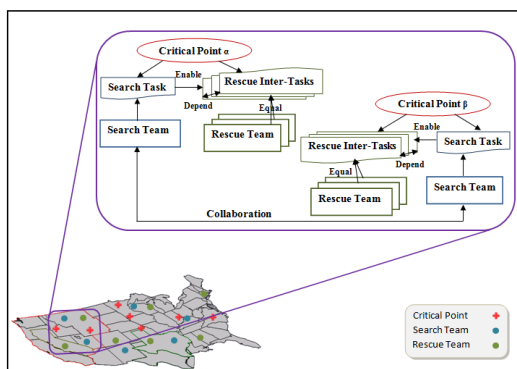 Critical Point α
Enable
Search Task
Rescue Inter-Tasks
Depend
Equal
Search Team
Rescue Team
Critical Point β
Enable
Rescue Inter-Tasks
Search Task
Depend
Equal
Rescue Team
Search Team
Collaboration
Critical Point
Search Team
Rescue Team